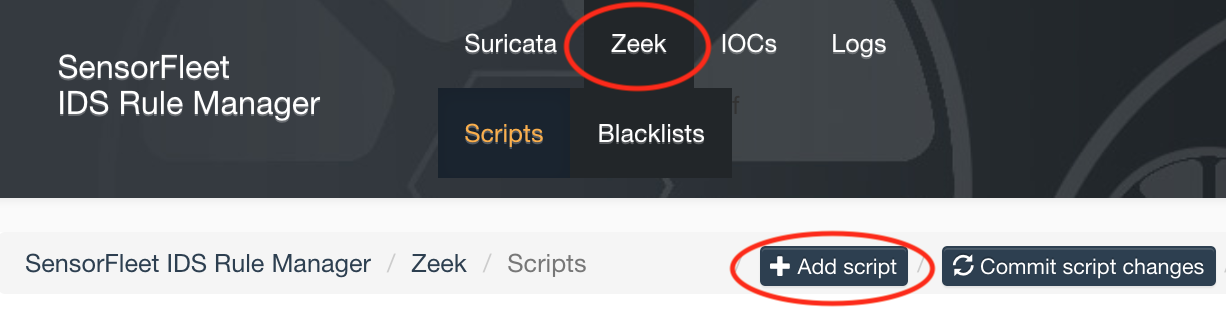 Suricata Zeek IOCs Logs
SensorFleet
IDS Rule Manager
Scripts Blacklists
SensorFleet IDS Rule Manager / Zeek / Scripts / Add script / Commit script changes